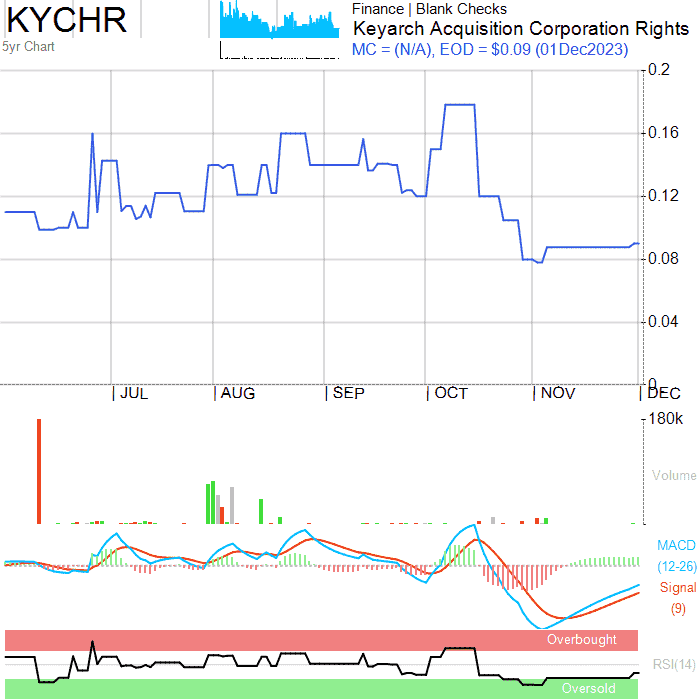 KYCHR
5yr Chart
Finance | Blank Checks
Keyarch Acquisition Corporation Rights
MC = (N/A), EOD = $0.09 (01Dec2023)
0.2
0.16
0.12
0.08
0.04
0
JUL AUG SEP OCT NOV DEC
180k
Volume
MACD
(12-26)
Signal
(9)
Overbought
RSI(14)
Oversold